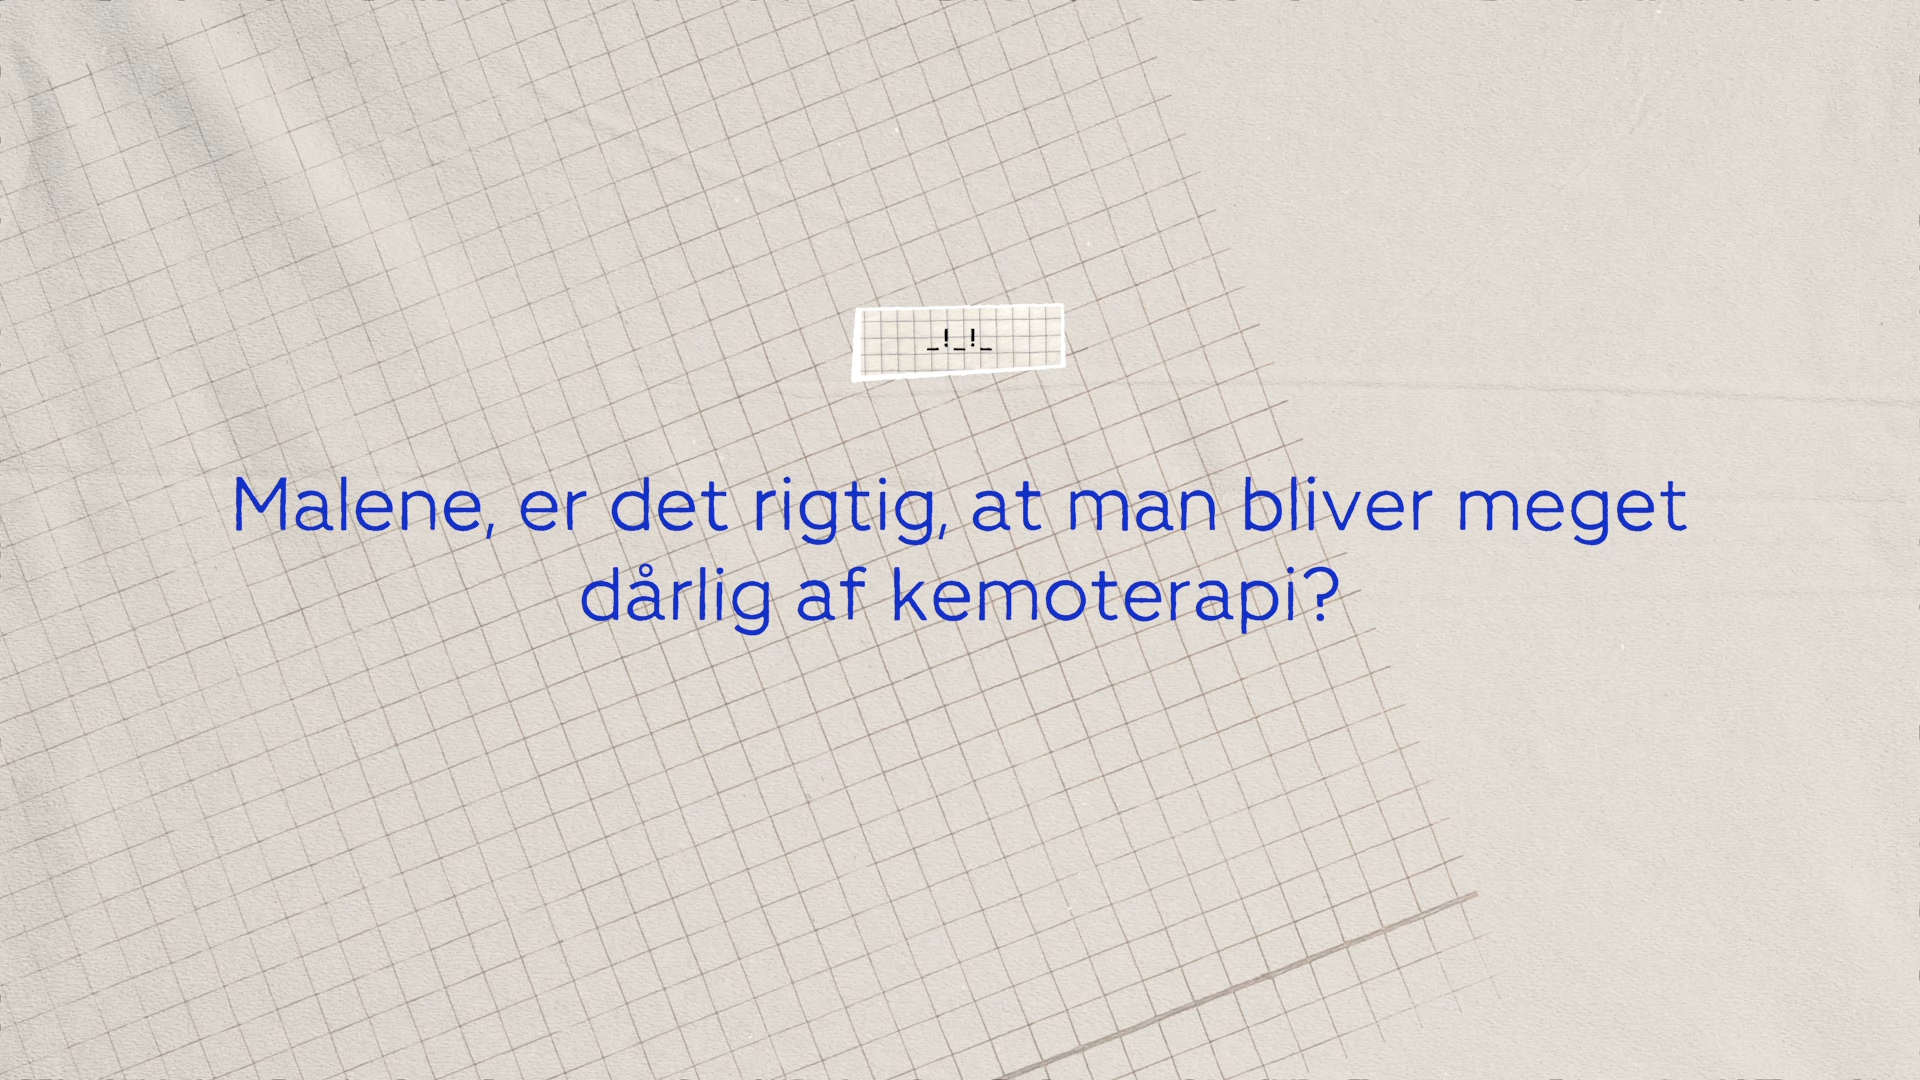 _!_!_
Malene, er det rigtig, at man bliver meget
dårlig af kemoterapi?